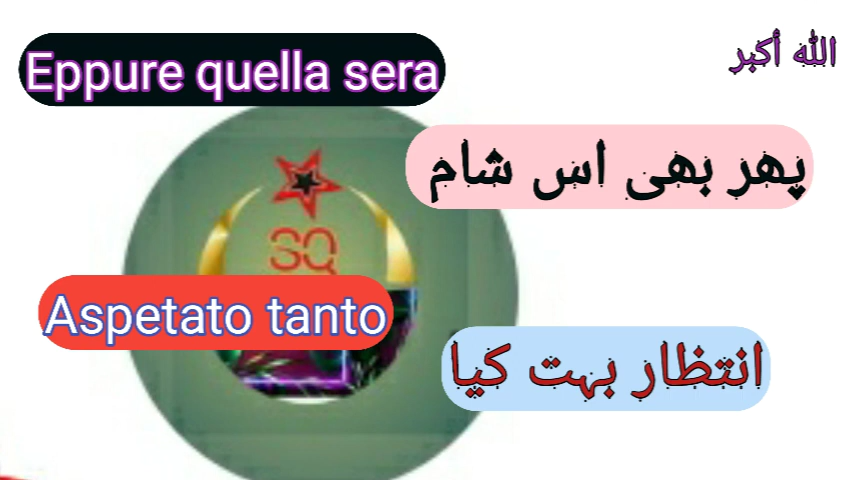 Eppure quella sera
الله أكبر
پھر بھی اس شام
SQ
Aspetato tanto
انتظار بہت کیا